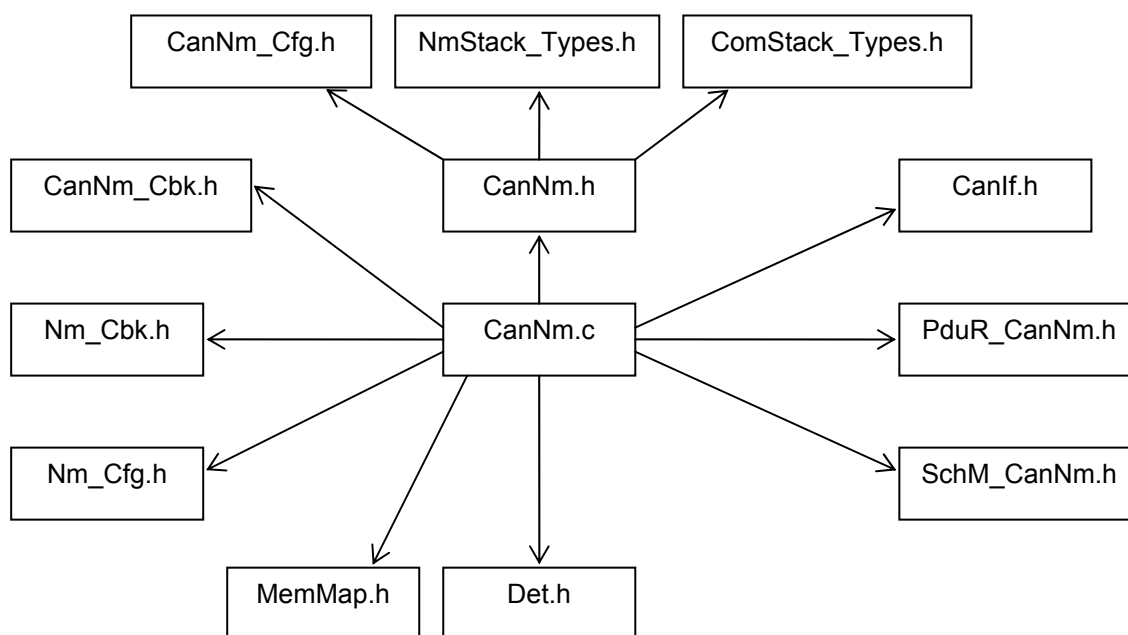 CanNm_Cfg.h
NmStack_Types.h
ComStack_Types.h
CanNm_Cbk.h
CanNm.h
CanIf.h
Nm_Cbk.h
CanNm.c
PduR_CanNm.h
Nm_Cfg.h
SchM_CanNm.h
MemMap.h
Det.h